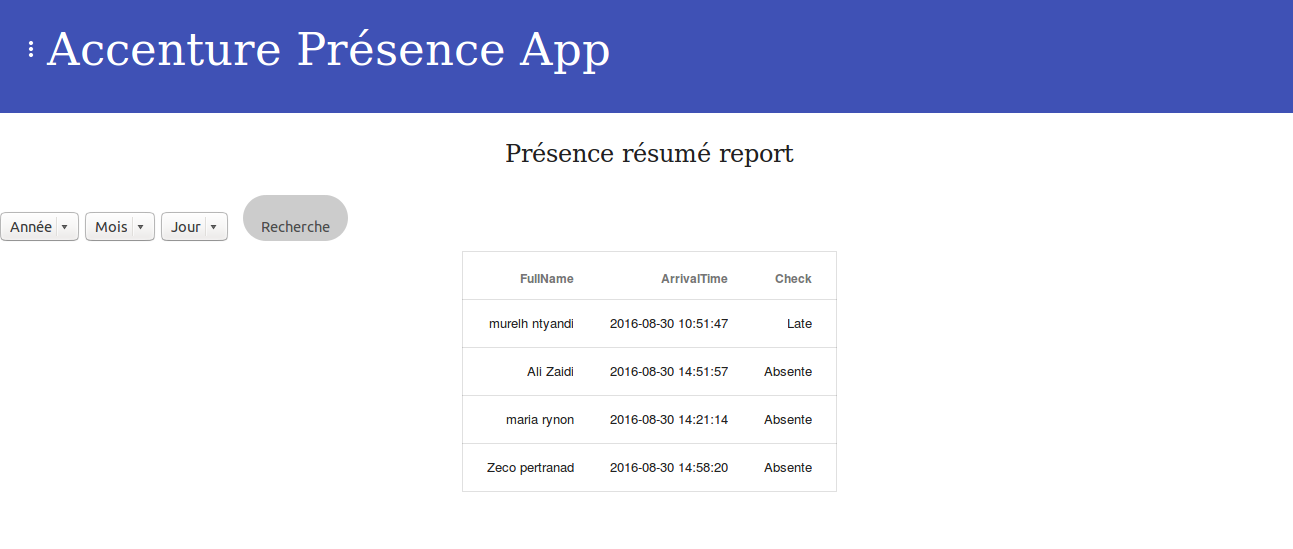 Accenture Présence App
Présence résumé report
Année Mois Jour Recherche
FullName ArrivalTime Check
murelh ntyandi 2016-08-30 10:51:47 Late
Ali Zaidi 2016-08-30 14:51:57 Absente
maria rynon 2016-08-30 14:21:14 Absente
Zeco pertranad 2016-08-30 14:58:20 Absente